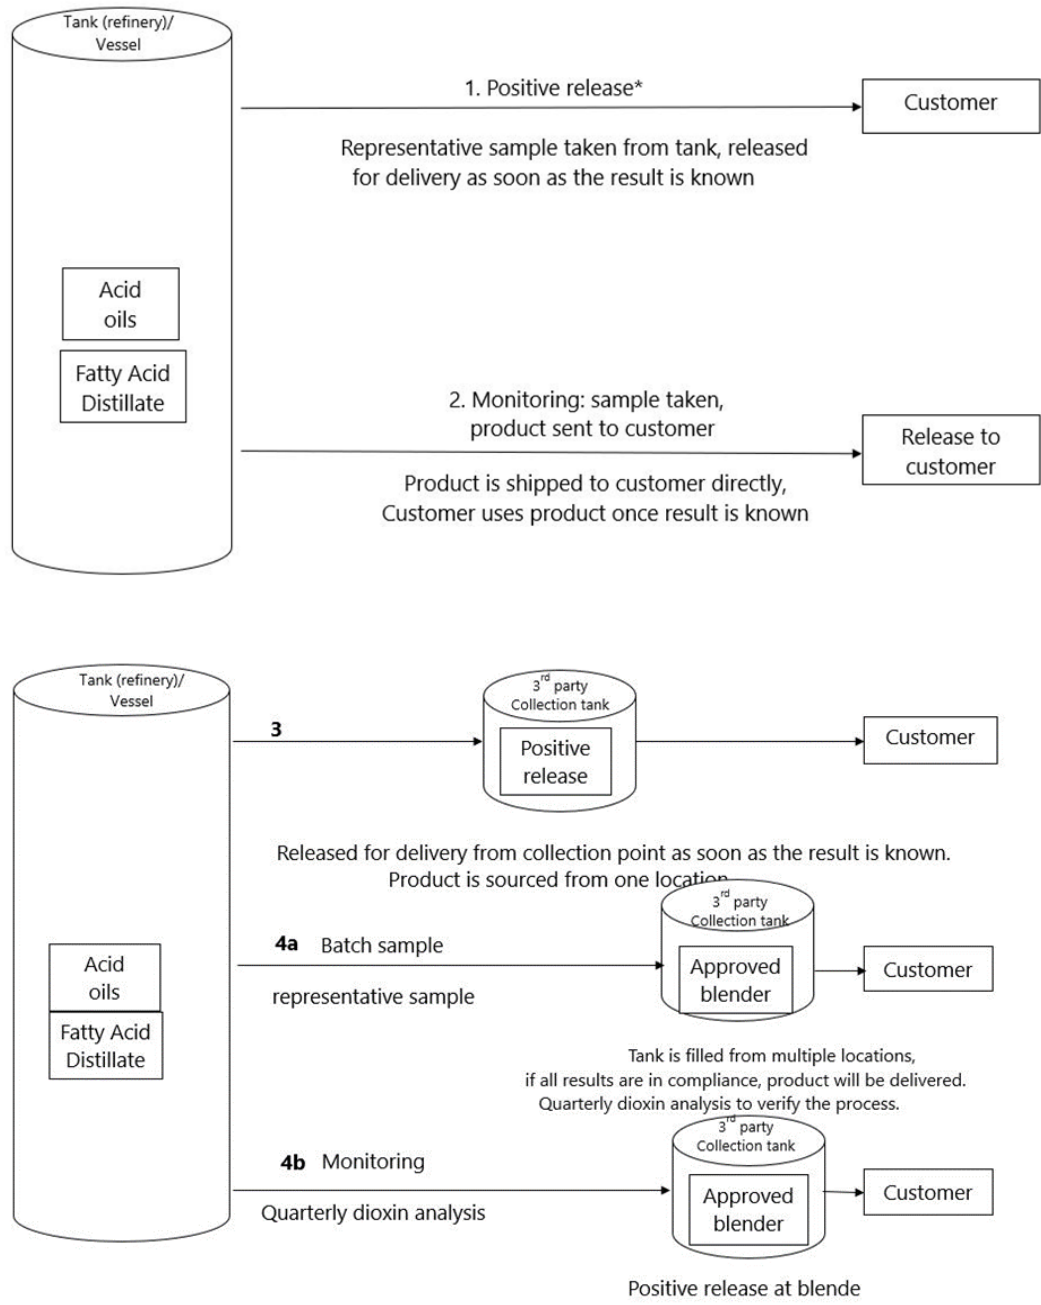 Tank (refinery)/
Vessel
1. Positive release*
Customer
Representative sample taken from tank, released
for delivery as soon as the result is known
Acid
oils
Fatty Acid
Distillate
2. Monitoring: sample taken,
product sent to customer
Release to
customer
Product is shipped to customer directly,
Customer uses product once result is known
Tank (refinery)/
Vessel
3
3rd party
Collection tank
Positive
release
Customer
Released for delivery from collection point as soon as the result is known.
Product is sourced from one location
3rd party
Collection tank
4a Batch sample
Approved
blender
Customer
representative sample
Acid
oils
Fatty Acid
Distillate
Tank is filled from multiple locations,
if all results are in compliance, product will be delivered.
Quarterly dioxin analysis to verify the process.
3rd party
Collection tank
4b Monitoring
Approved
blender
Customer
Quarterly dioxin analysis
Positive release at blende